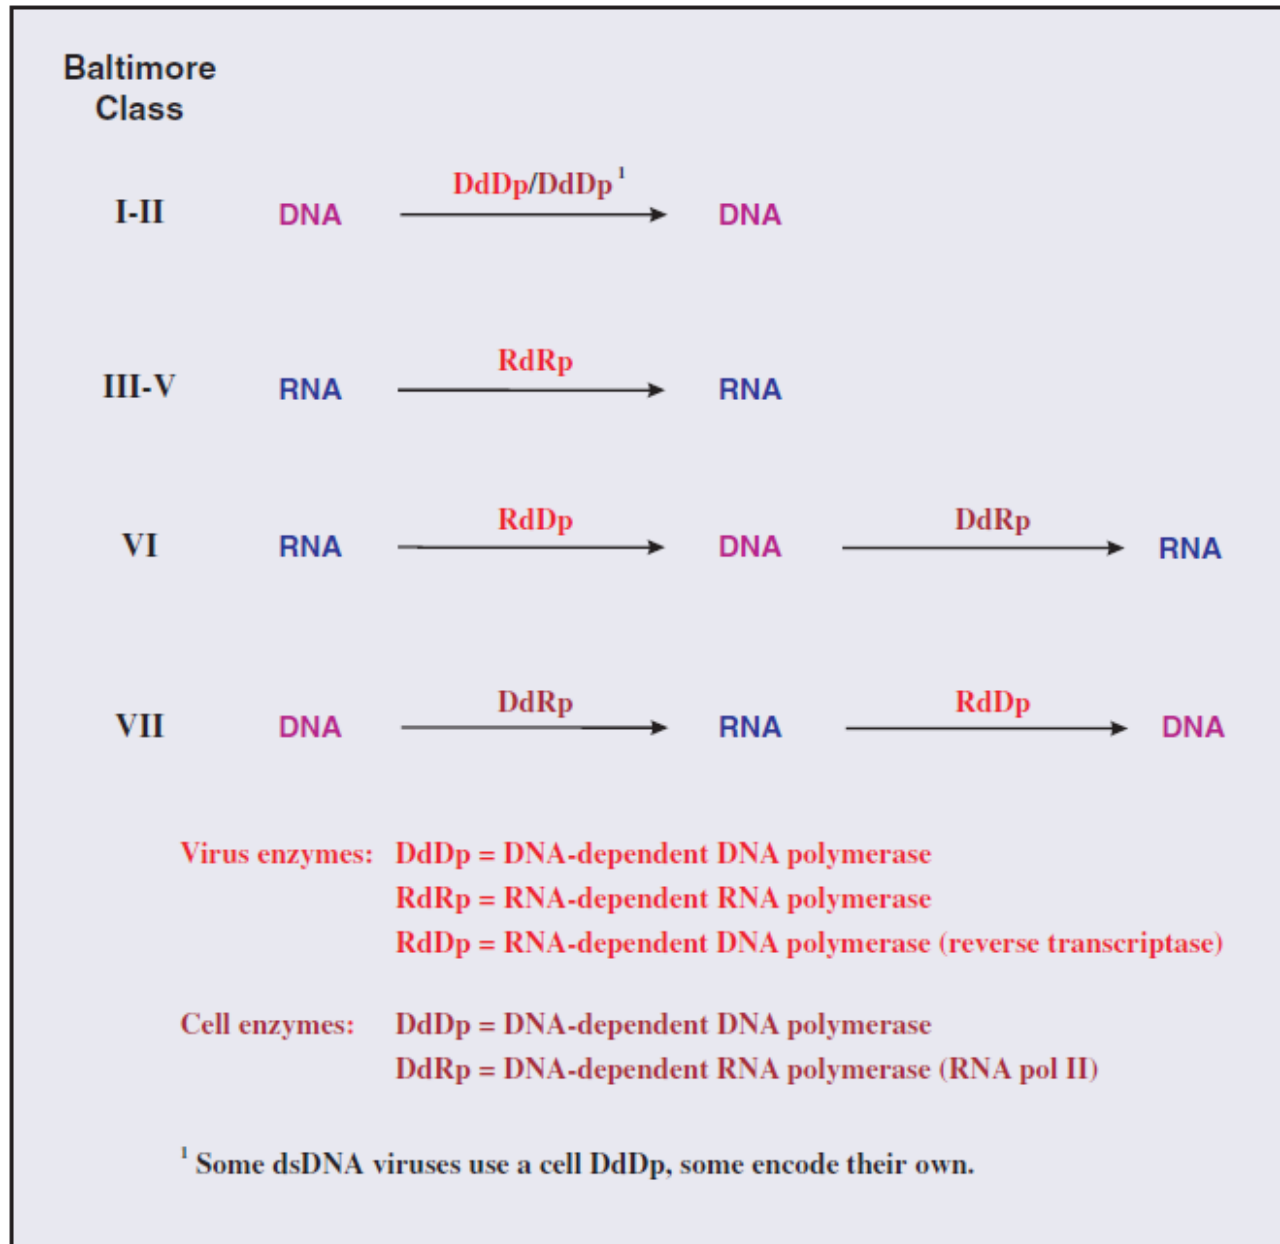 Baltimore
Class
DdDp/DdDp ¹
I-II DNA DNA
RdRp
III-V RNA RNA
RdDp DdRp
VI RNA DNA RNA
DdRp RdDp
VII DNA RNA DNA
Virus enzymes: DdDp = DNA-dependent DNA polymerase
RdRp = RNA-dependent RNA polymerase
RdDp = RNA-dependent DNA polymerase (reverse transcriptase)
Cell enzymes: DdDp = DNA-dependent DNA polymerase
DdRp = DNA-dependent RNA polymerase (RNA pol II)
¹ Some dsDNA viruses use a cell DdDp, some encode their own.